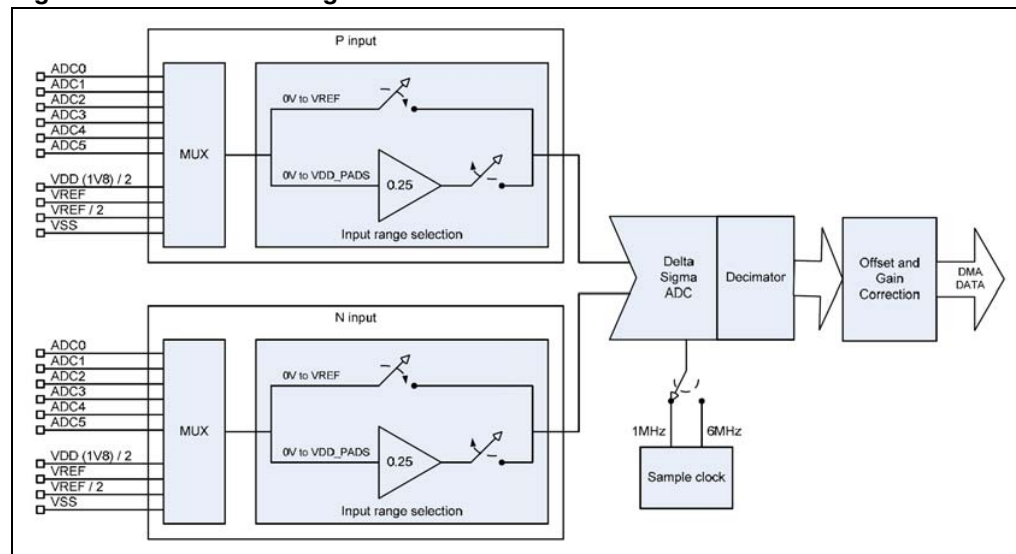 P input
ADC0
ADC1
ADC2
ADC3
ADC4
ADC5
VDD (1V8) / 2
VREF
VREF / 2
VSS
MUX
0V to VREF
0V to VDD_PADS
0.25
Input range selection
N input
ADC0
ADC1
ADC2
ADC3
ADC4
ADC5
VDD (1V8) / 2
VREF
VREF / 2
VSS
MUX
0V to VREF
0V to VDD_PADS
0.25
Input range selection
Delta
Sigma
ADC
Decimator
Offset and
Gain
Correction
DMA
DATA
1MHz
6MHz
Sample clock